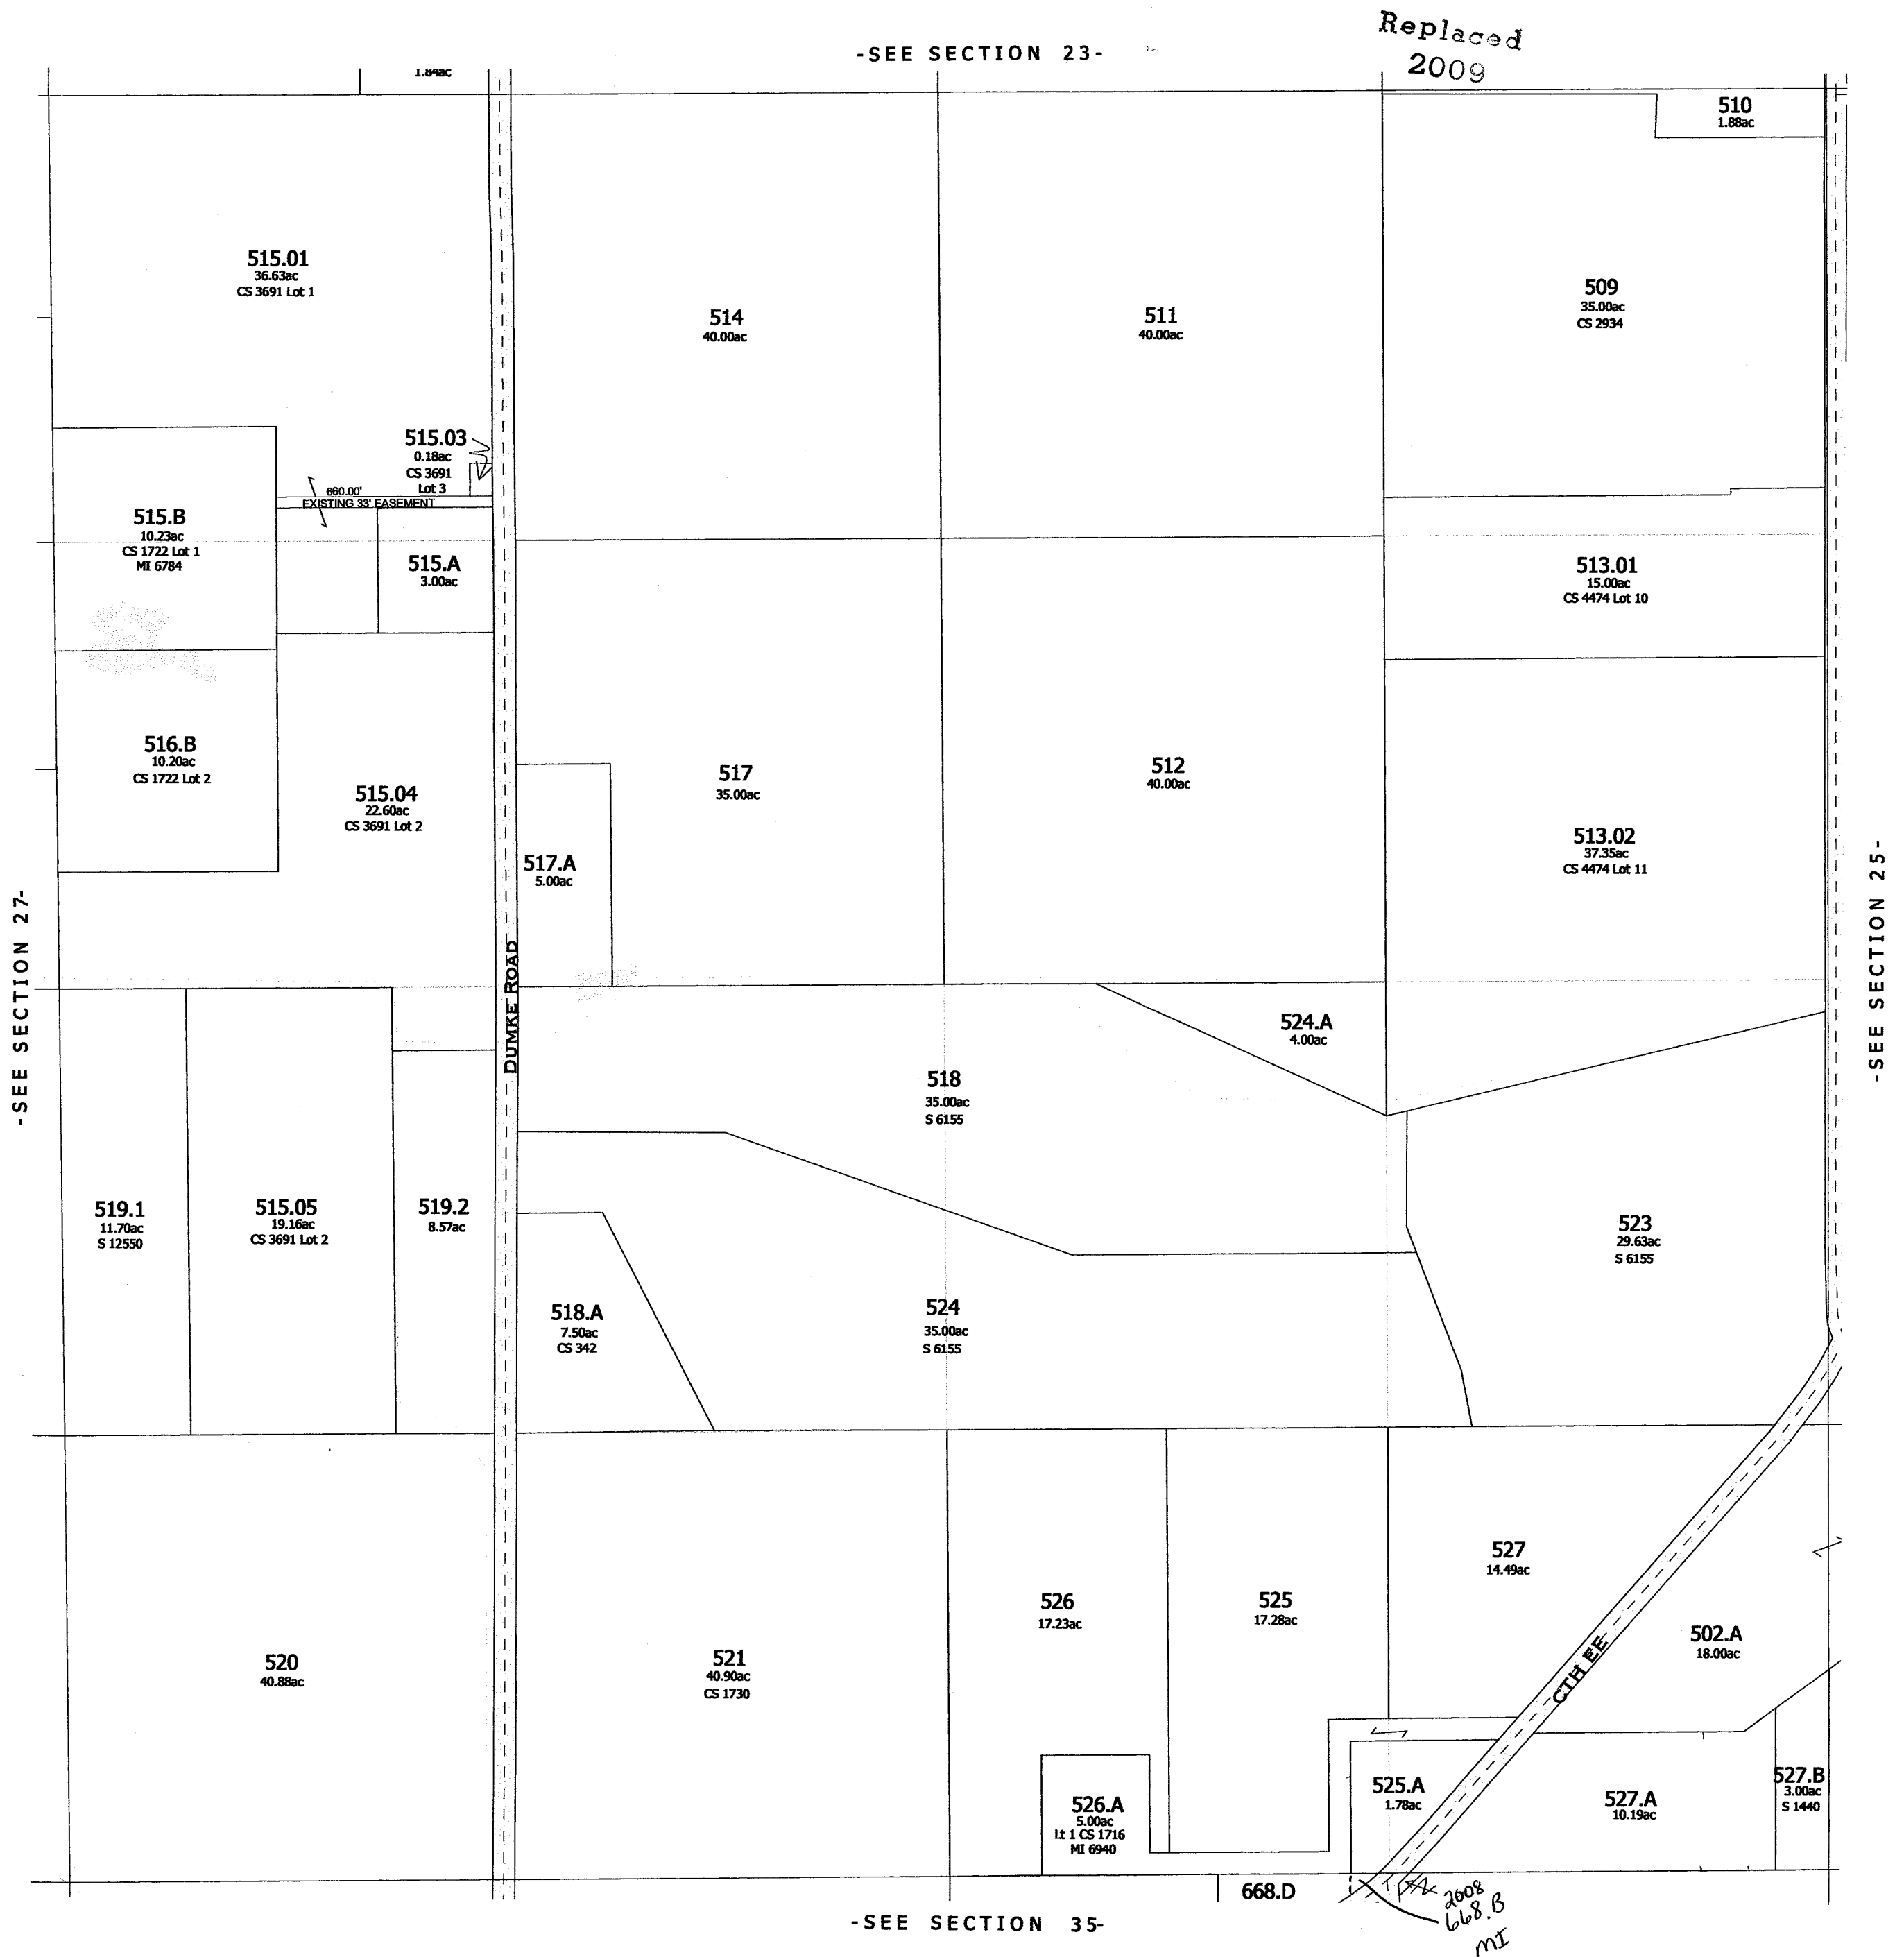 Replaced
2009
-SEE SECTION 23-
1.84ac
510
1.88ac
515.01
36.63ac
CS 3691 Lot 1
514
40.00ac
511
40.00ac
509
35.00ac
CS 2934
515.03
0.18ac
CS 3691
Lot 3
660.00'
EXISTING 33' EASEMENT
515.B
10.23ac
CS 1722 Lot 1
MI 6784
515.A
3.00ac
513.01
15.00ac
CS 4474 Lot 10
516.B
10.20ac
CS 1722 Lot 2
515.04
22.60ac
CS 3691 Lot 2
517
35.00ac
512
40.00ac
517.A
5.00ac
513.02
37.35ac
CS 4474 Lot 11
-SEE SECTION 27-
-SEE SECTION 25-
DUMKE ROAD
524.A
4.00ac
518
35.00ac
S 6155
519.1
11.70ac
S 12550
515.05
19.16ac
CS 3691 Lot 2
519.2
8.57ac
523
29.63ac
S 6155
518.A
7.50ac
CS 342
524
35.00ac
S 6155
527
14.49ac
526
17.23ac
525
17.28ac
502.A
18.00ac
520
40.88ac
521
40.90ac
CS 1730
CTH EE
526.A
5.00ac
Lt 1 CS 1716
MI 6940
525.A
1.78ac
527.A
10.19ac
527.B
3.00ac
S 1440
668.D
2008
668.B
MI
-SEE SECTION 35-